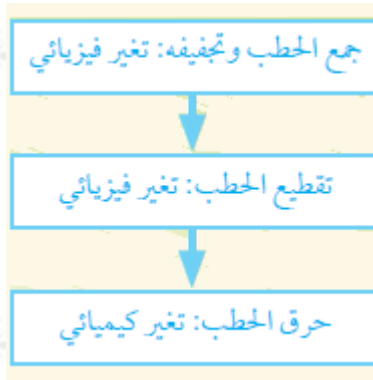 جمع الحطب وتجفيفه: تغير فيزيائي
تقطيع الحطب: تغير فيزيائي
حرق الحطب: تغير كيميائي